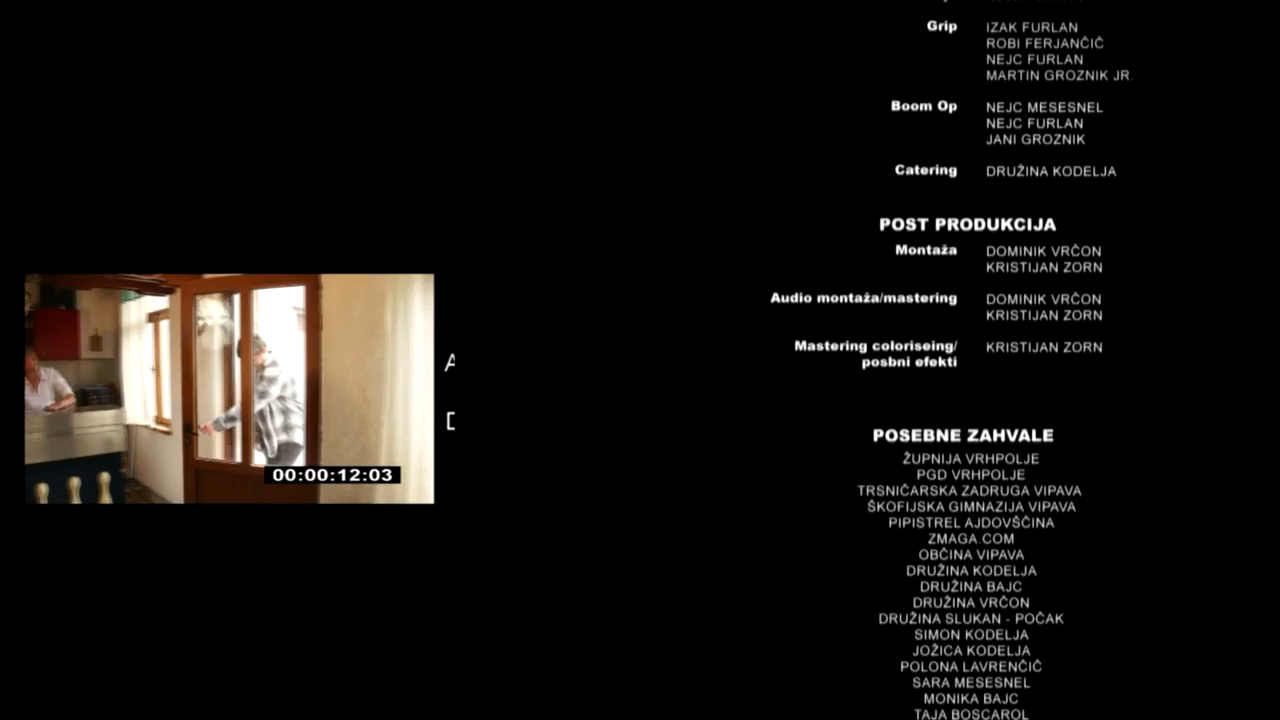 Grip IZAK FURLAN
ROBI FERJANČIČ
NEJC FURLAN
MARTIN GROZNIK JR.
Boom Op NEJC MESESNEL
NEJC FURLAN
JANI GROZNIK
Catering DRUŽINA KODELJA
POST PRODUKCIJA
Montaža DOMINIK VRČON
KRISTIJAN ZORN
Audio montaža/mastering DOMINIK VRČON
KRISTIJAN ZORN
Mastering coloriseing/ KRISTIJAN ZORN
posbni efekti
POSEBNE ZAHVALE
ŽUPNIJA VRHPOLJE
PGD VRHPOLJE
TRSNIČARSKA ZADRUGA VIPAVA
ŠKOFIJSKA GIMNAZIJA VIPAVA
PIPISTREL AJDOVŠČINA
ZMAGA.COM
OBČINA VIPAVA
DRUŽINA KODELJA
DRUŽINA BAJC
DRUŽINA VRČON
DRUŽINA SLUKAN - POČAK
SIMON KODELJA
JOŽICA KODELJA
POLONA LAVRENČIČ
SARA MESESNEL
MONIKA BAJC
TAJA BOSCAROL
00:00:12:03
A